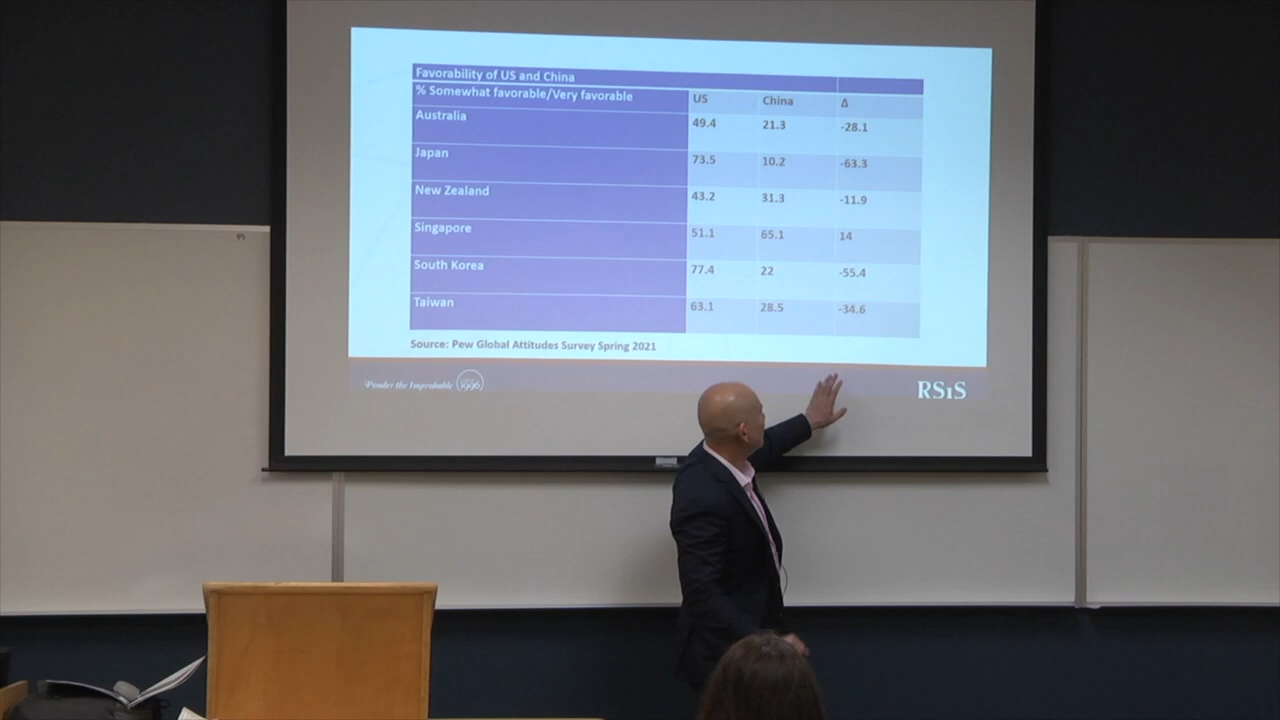 Favorability of US and China
% Somewhat favorable/Very favorable US China Δ
Australia 49.4 21.3 -28.1
Japan 73.5 10.2 -63.3
New Zealand 43.2 31.3 -11.9
Singapore 51.1 65.1 14
South Korea 77.4 22 -55.4
Taiwan 63.1 28.5 -34.6
Source: Pew Global Attitudes Survey Spring 2021
Ponder the Improbable 1996
RSiS